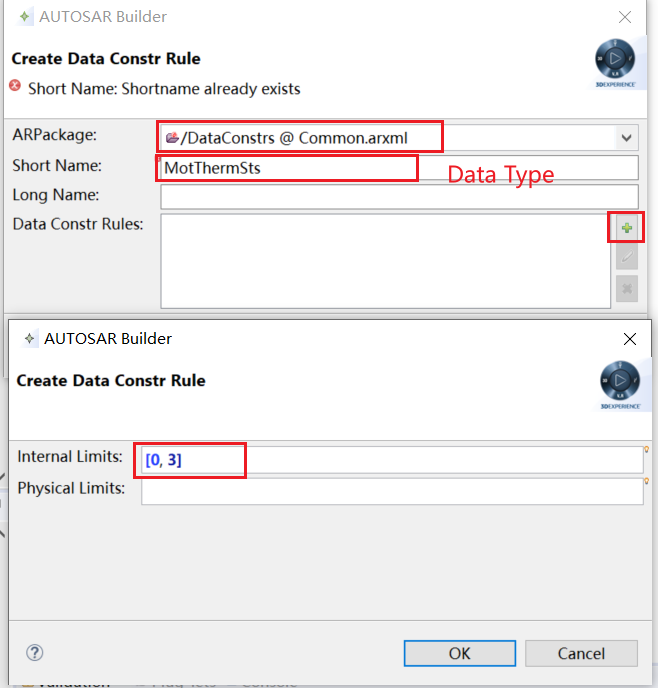 AUTOSAR Builder
Create Data Constr Rule
3DEXPERIENCE
Short Name: Shortname already exists
ARPackage:
/DataConstrs @ Common.arxml
Short Name:
MotThermSts
Data Type
Long Name:
Data Constr Rules:
AUTOSAR Builder
Create Data Constr Rule
3DEXPERIENCE
Internal Limits:
[0, 3]
Physical Limits:
OK
Cancel